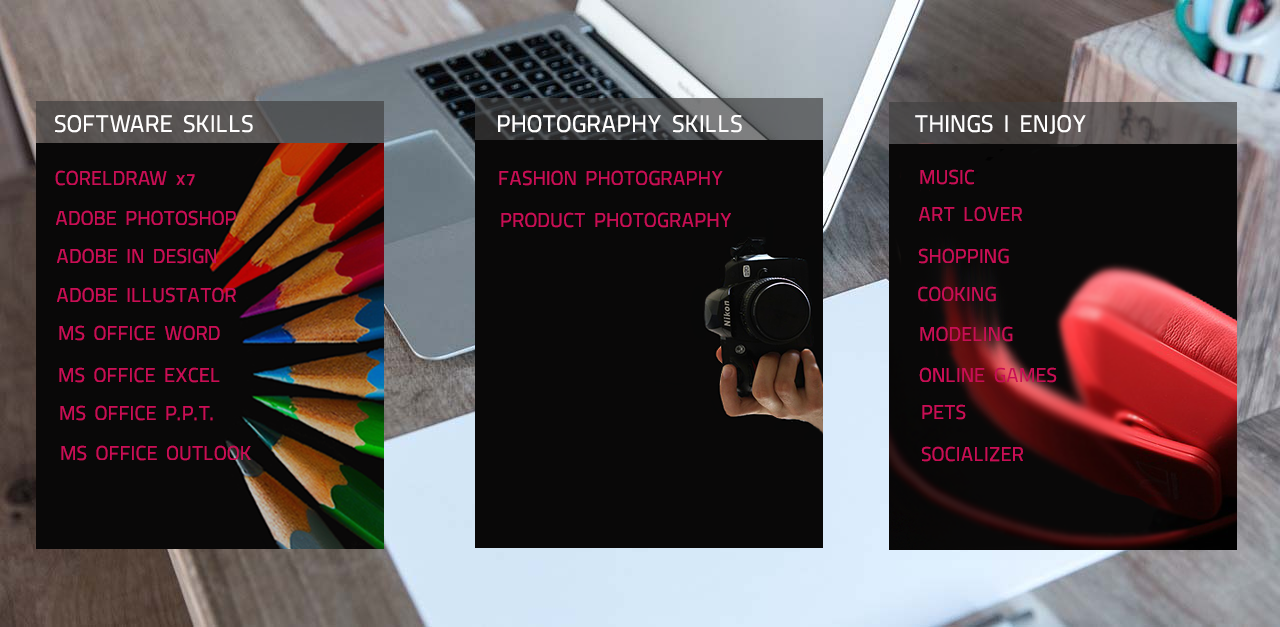 SOFTWARE SKILLS
CORELDRAW x7
ADOBE PHOTOSHOP
ADOBE IN DESIGN
ADOBE ILLUSTATOR
MS OFFICE WORD
MS OFFICE EXCEL
MS OFFICE P.P.T.
MS OFFICE OUTLOOK
PHOTOGRAPHY SKILLS
FASHION PHOTOGRAPHY
PRODUCT PHOTOGRAPHY
Nikon
THINGS I ENJOY
MUSIC
ART LOVER
SHOPPING
COOKING
MODELING
ONLINE GAMES
PETS
SOCIALIZER